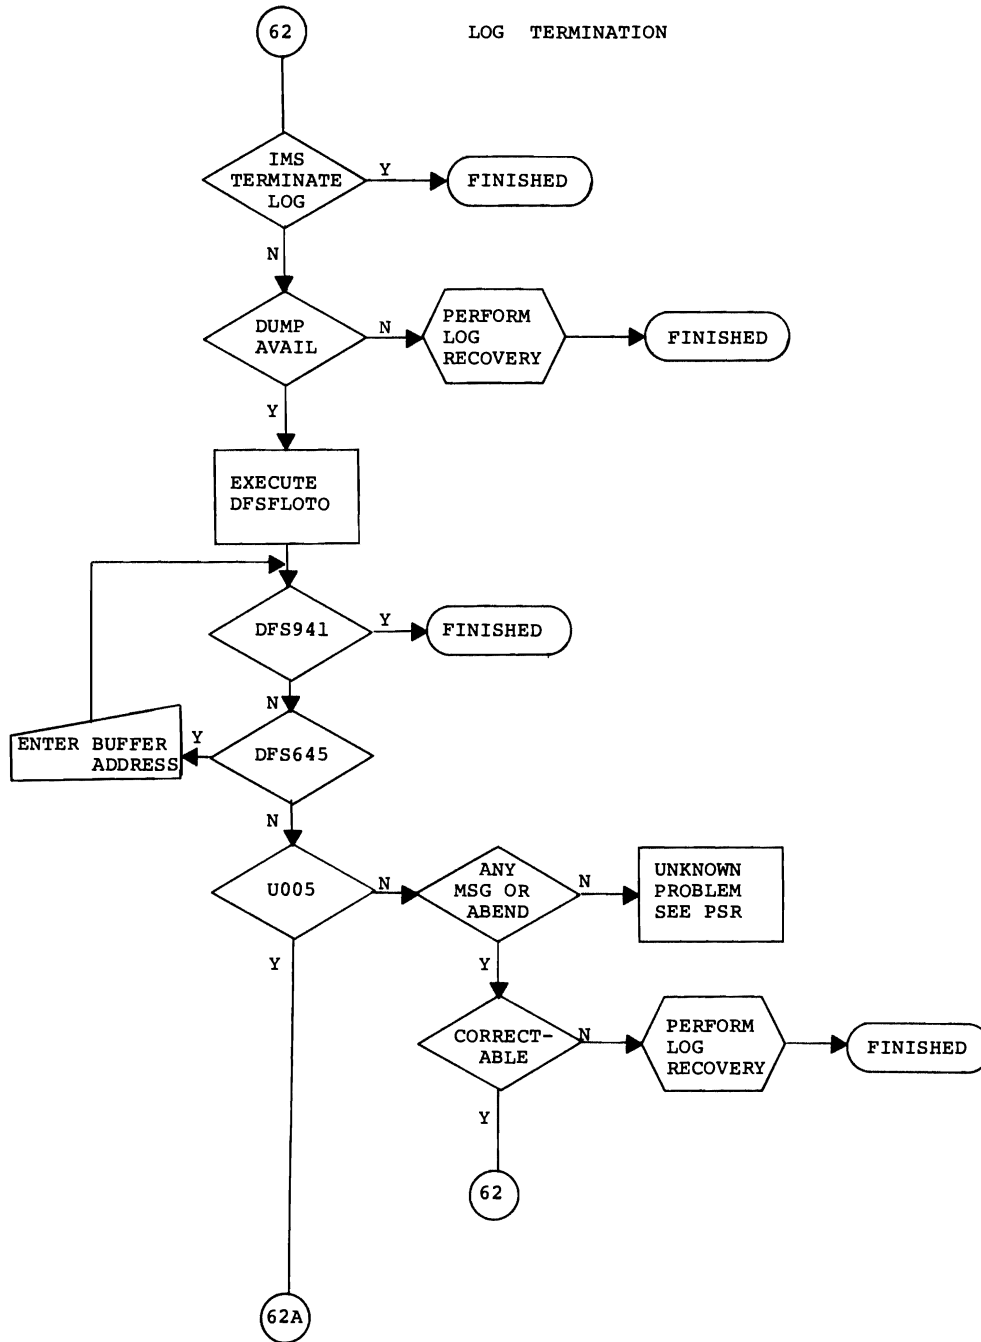 62
LOG TERMINATION
IMS
TERMINATE
LOG
Y
FINISHED
N
DUMP
AVAIL
N
PERFORM
LOG
RECOVERY
FINISHED
Y
EXECUTE
DFSFLOTO
DFS941
Y
FINISHED
N
DFS645
Y
ENTER BUFFER
ADDRESS
N
U005
N
ANY
MSG OR
ABEND
N
UNKNOWN
PROBLEM
SEE PSR
Y
Y
CORRECT-
ABLE
N
PERFORM
LOG
RECOVERY
FINISHED
Y
62
62A